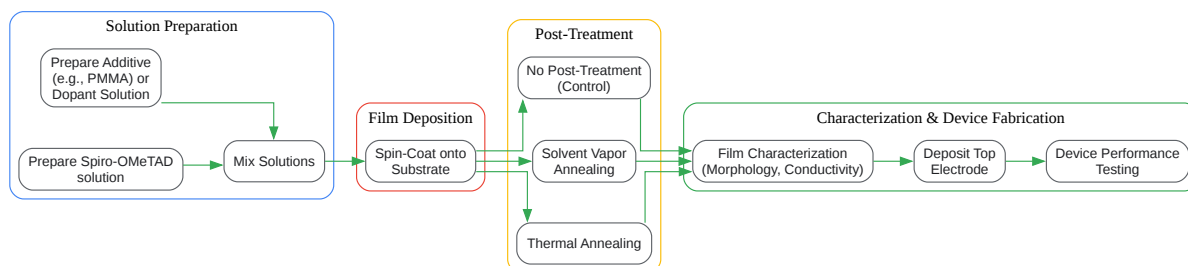 Solution Preparation
Prepare Additive
(e.g., PMMA) or
Dopant Solution
Prepare Spiro-OMeTAD
solution
Mix Solutions
Film Deposition
Spin-Coat onto
Substrate
Post-Treatment
No Post-Treatment
(Control)
Solvent Vapor
Annealing
Thermal Annealing
Characterization & Device Fabrication
Film Characterization
(Morphology, Conductivity)
Deposit Top
Electrode
Device Performance
Testing